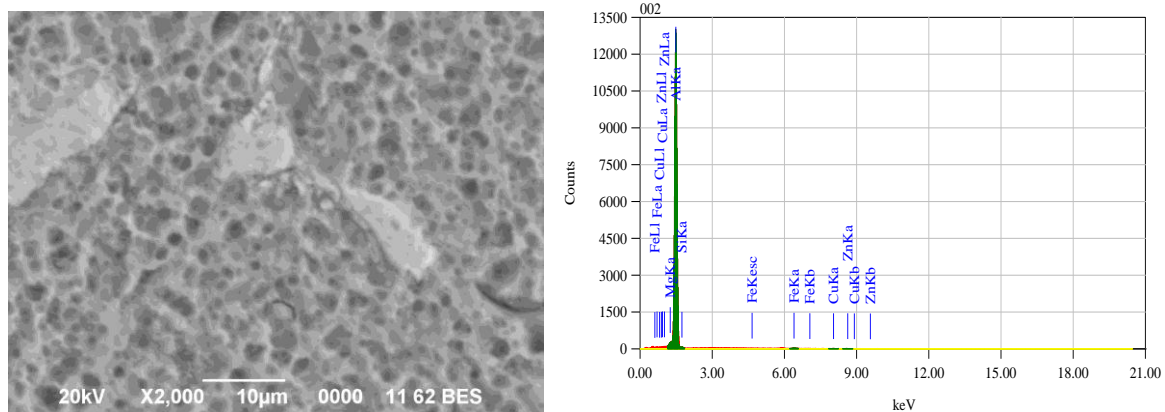 20kV X2,000 10µm 0000 11 62 BES
002
Counts
13500
12000
10500
9000
7500
6000
4500
3000
1500
0
FeLl FeLa CuLl CuLa ZnLl ZnLa
MgKa
AlKa
SiKa
FeKesc
FeKa
FeKb
CuKa
ZnKa
CuKb
ZnKb
0.00 3.00 6.00 9.00 12.00 15.00 18.00 21.00
keV